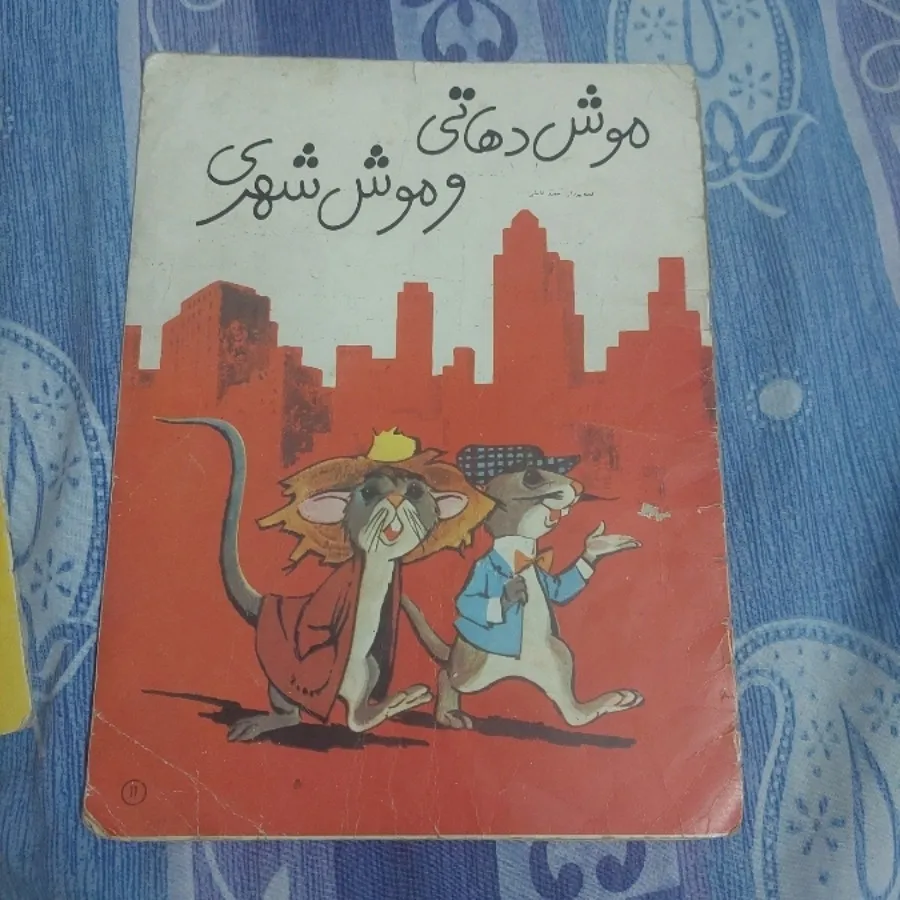 موش دهاتی
و موش شهری
۱۱